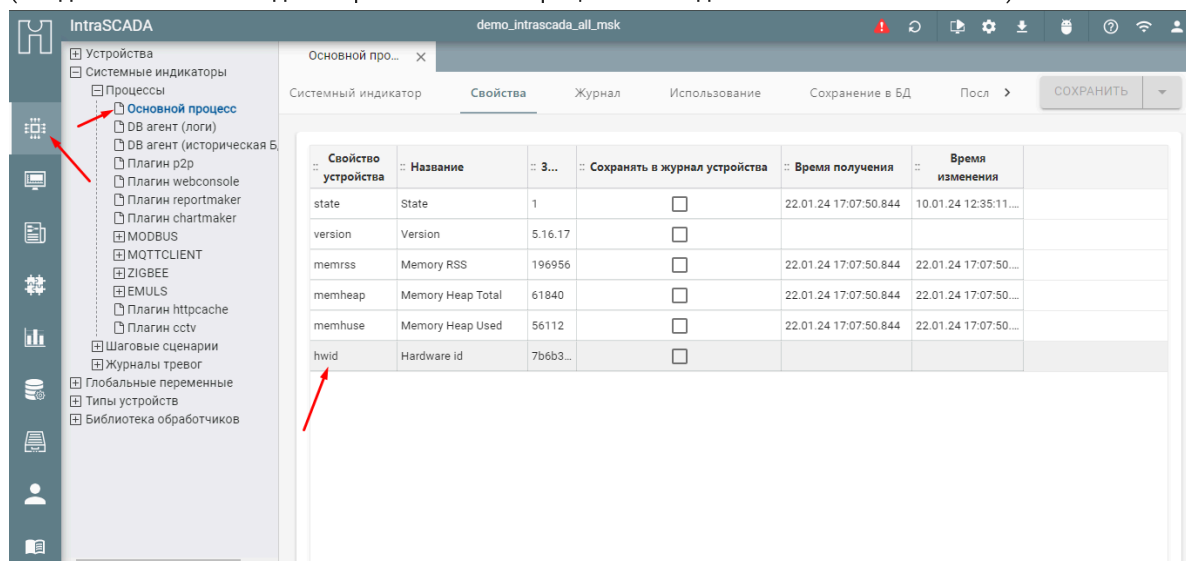 IntraSCADA
demo_intrascada_all_msk
Устройства
Системные индикаторы
Процессы
Основной процесс
DB агент (логи)
DB агент (историческая Б
Плагин p2p
Плагин webconsole
Плагин reportmaker
Плагин chartmaker
MODBUS
MQTTCLIENT
ZIGBEE
EMULS
Плагин httpcache
Плагин cctv
Шаговые сценарии
Журналы тревог
Глобальные переменные
Типы устройств
Библиотека обработчиков
Основной про...
Системный индикатор Свойства Журнал Использование Сохранение в БД Посл СОХРАНИТЬ
Свойство устройства Название З... Сохранять в журнал устройства Время получения Время изменения
state State 1 22.01.24 17:07:50.844 10.01.24 12:35:11....
version Version 5.16.17
memrss Memory RSS 196956 22.01.24 17:07:50.844 22.01.24 17:07:50....
memheap Memory Heap Total 61840 22.01.24 17:07:50.844 22.01.24 17:07:50....
memhuse Memory Heap Used 56112 22.01.24 17:07:50.844 22.01.24 17:07:50....
hwid Hardware id 7b6b3...